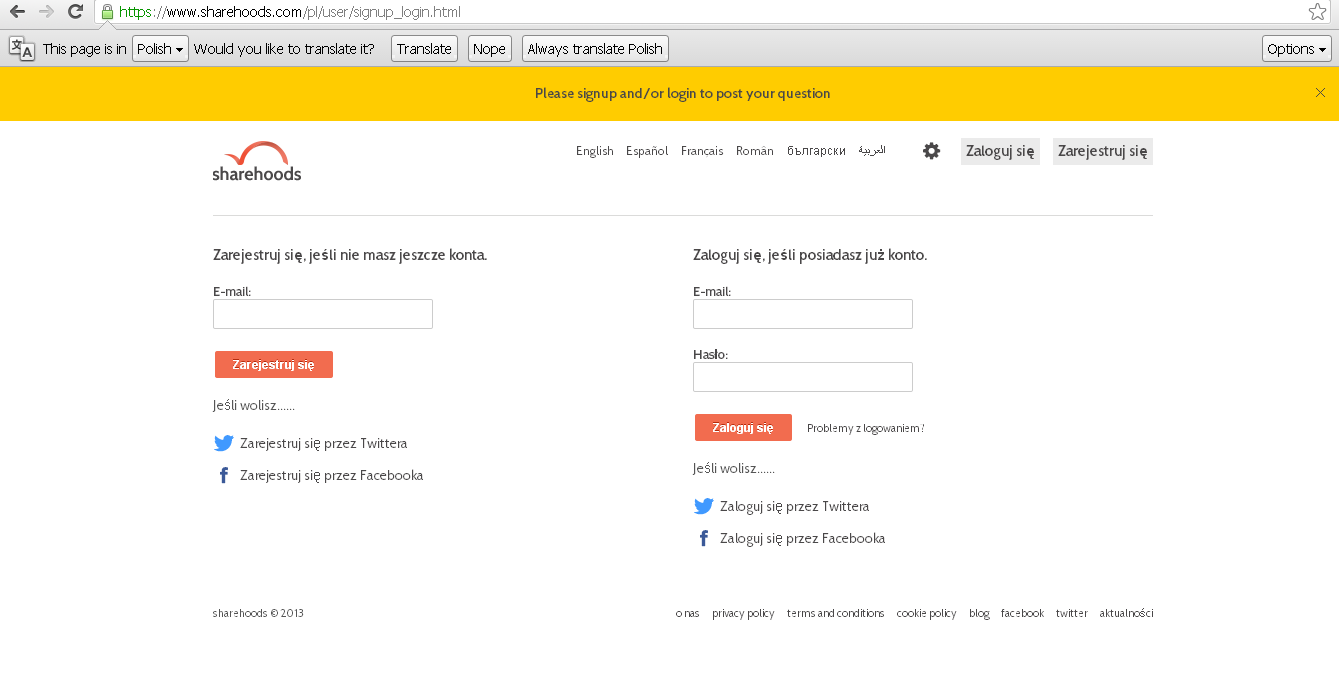 https://www.sharehoods.com/pl/user/signup_login.html
This page is in Polish Would you like to translate it? Translate Nope Always translate Polish Options
Please signup and/or login to post your question
sharehoods
English Español Français Român български العربية Zaloguj się Zarejestruj się
Zarejestruj się, jeśli nie masz jeszcze konta.
E-mail:
Zarejestruj się
Jeśli wolisz......
Zarejestruj się przez Twittera
Zarejestruj się przez Facebooka
Zaloguj się, jeśli posiadasz już konto.
E-mail:
Hasło:
Zaloguj się Problemy z logowaniem?
Jeśli wolisz......
Zaloguj się przez Twittera
Zaloguj się przez Facebooka
sharehoods © 2013 o nas privacy policy terms and conditions cookie policy blog facebook twitter aktualności